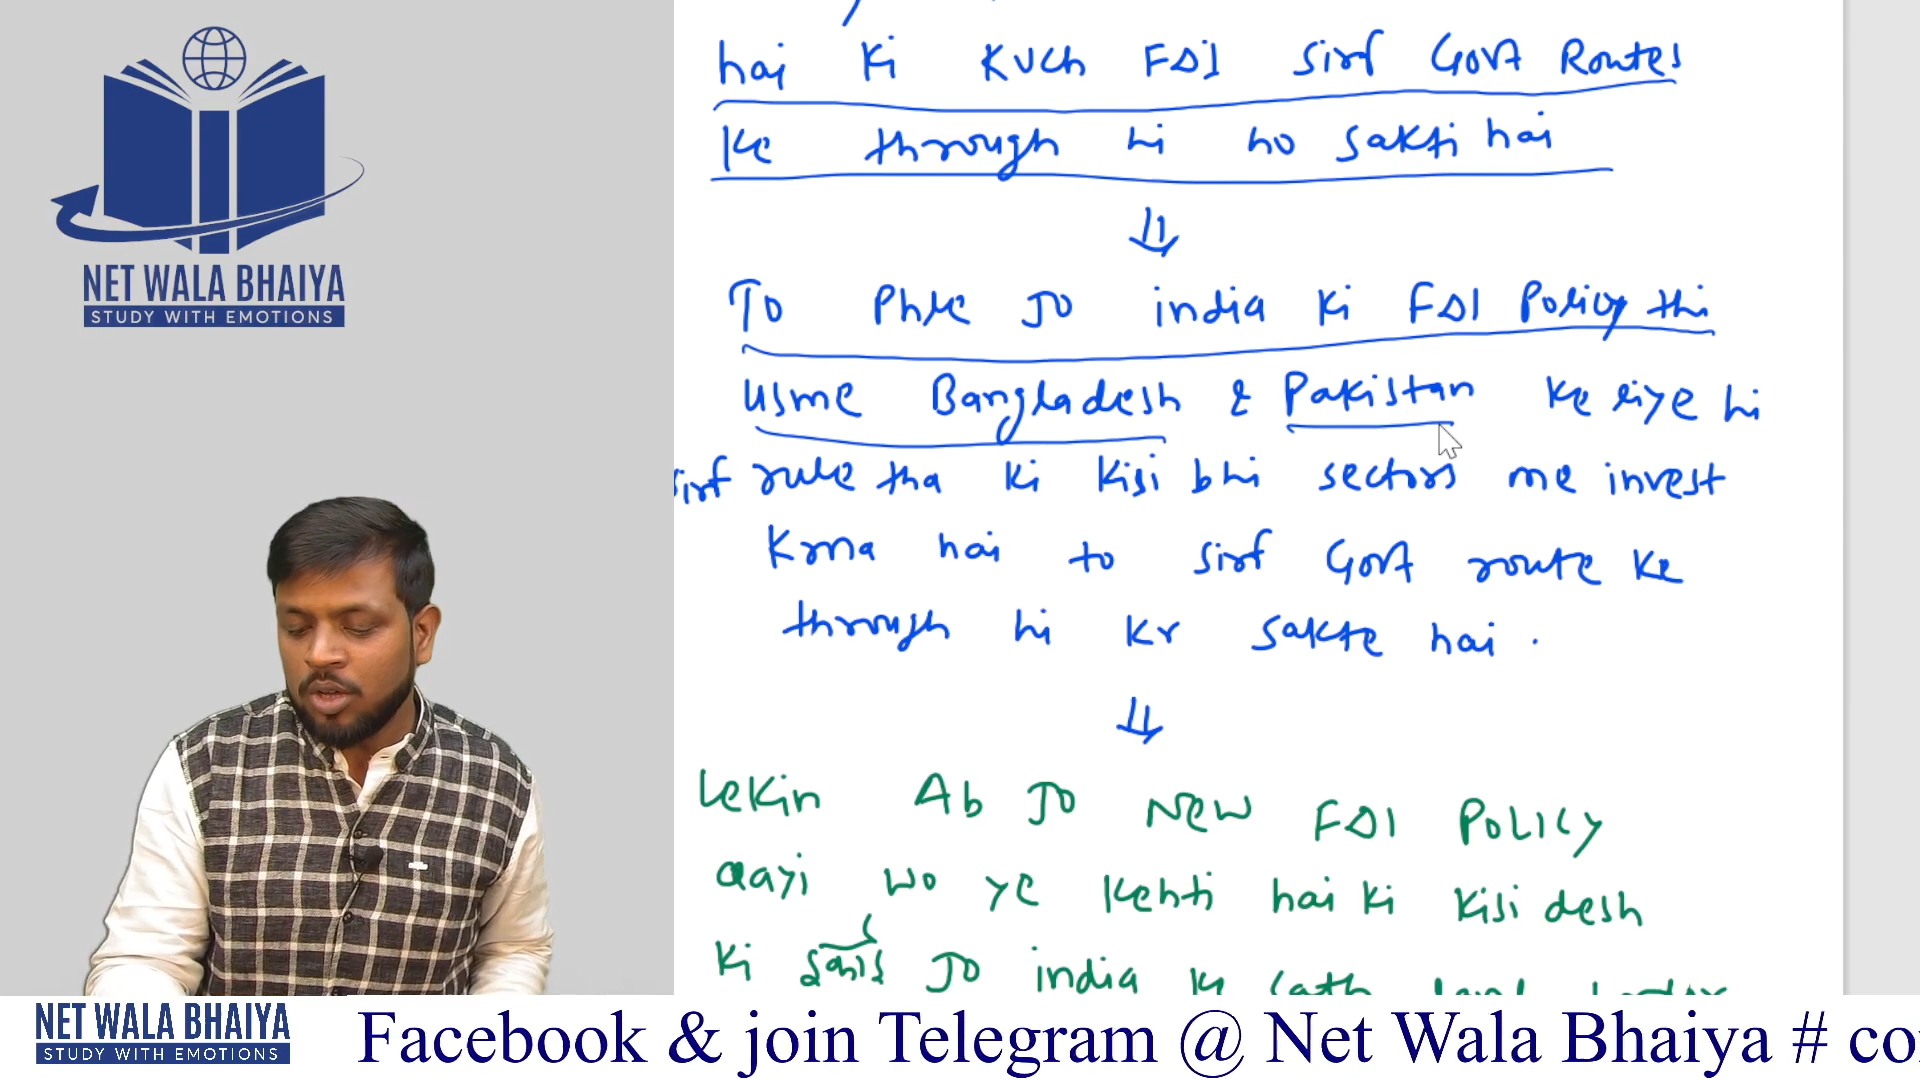 NET WALA BHAIYA
STUDY WITH EMOTIONS
hai ki kuch FDI sirf Govt Routes
ke through hi ho sakti hai
To Phle JO india ki FDI Policy thi
usme Bangladesh & Pakistan ke liye hi
sirf rule tha ki kisi bhi sectors me invest
krna hai to sirf Govt route ke
through hi kr sakte hai.
Lekin Ab JO NEW FDI POLICY
aayi wo ye kehti hai ki kisi desh
ki JO india ke sath land border
NET WALA BHAIYA
STUDY WITH EMOTIONS
Facebook & join Telegram @ Net Wala Bhaiya #